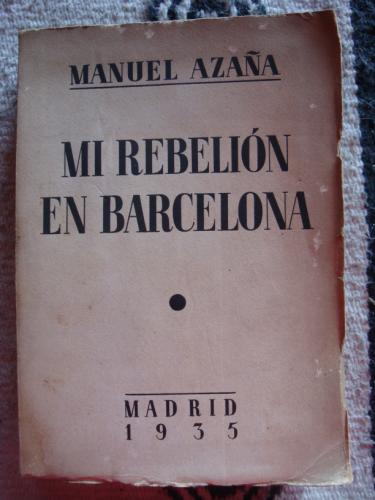 MANUEL AZAÑA
MI REBELIÓN
EN BARCELONA
MADRID
1935